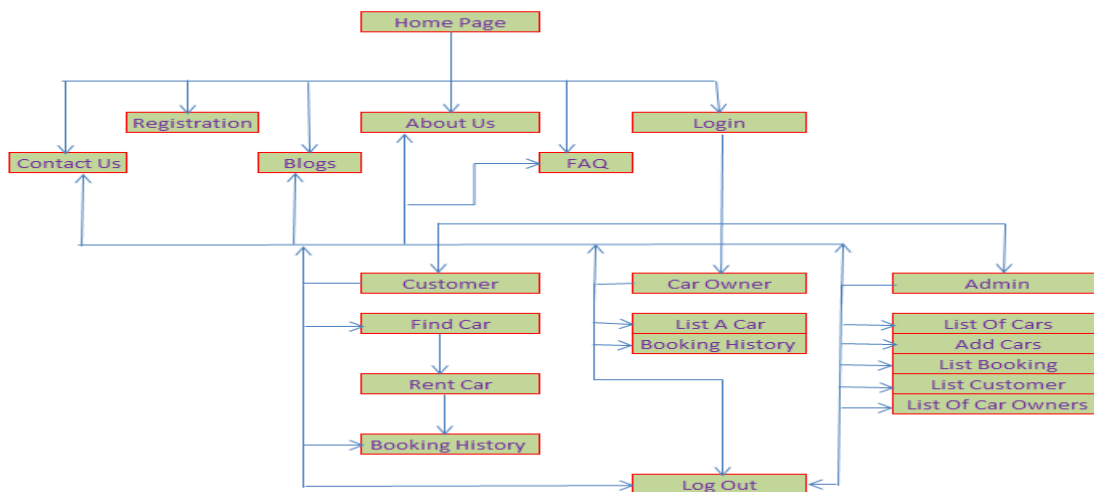 Home Page
Registration
About Us
Login
Contact Us
Blogs
FAQ
Customer
Car Owner
Admin
Find Car
List A Car
List Of Cars
Booking History
Add Cars
List Booking
Rent Car
List Customer
List Of Car Owners
Booking History
Log Out